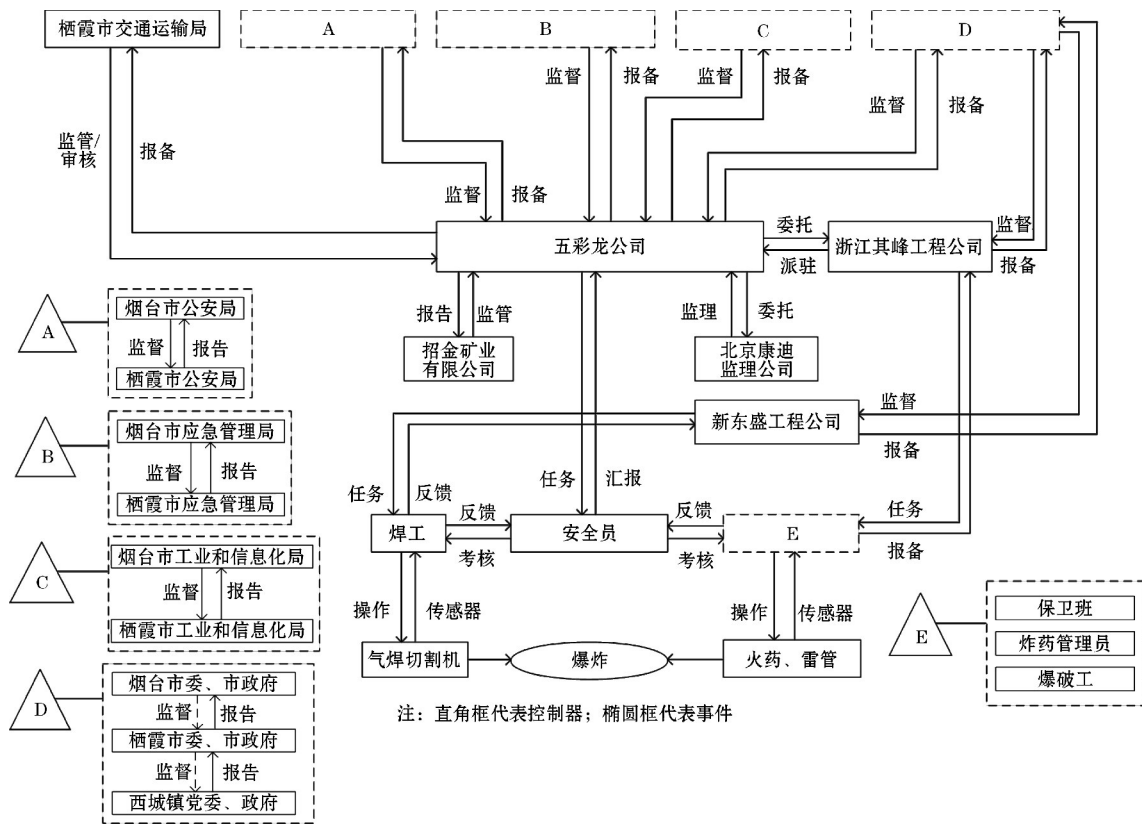 栖霞市交通运输局
A
B
C
D
监督
报备
监督
报备
监督
报备
监管/
审核
报备
监督
报备
五彩龙公司
委托
派驻
浙江其峰工程公司
监督
报备
报告
监管
监理
委托
招金矿业
有限公司
北京康迪
监理公司
新东盛工程公司
监督
报备
任务
反馈
任务
汇报
焊工
反馈
考核
安全员
反馈
考核
E
任务
报备
操作
传感器
操作
传感器
气焊切割机
爆炸
火药、雷管
注：直角框代表控制器；椭圆框代表事件
A
烟台市公安局
监督
报告
栖霞市公安局
B
烟台市应急管理局
监督
报告
栖霞市应急管理局
C
烟台市工业和信息化局
监督
报告
栖霞市工业和信息化局
D
烟台市委、市政府
监督
报告
栖霞市委、市政府
监督
报告
西城镇党委、政府
E
保卫班
炸药管理员
爆破工